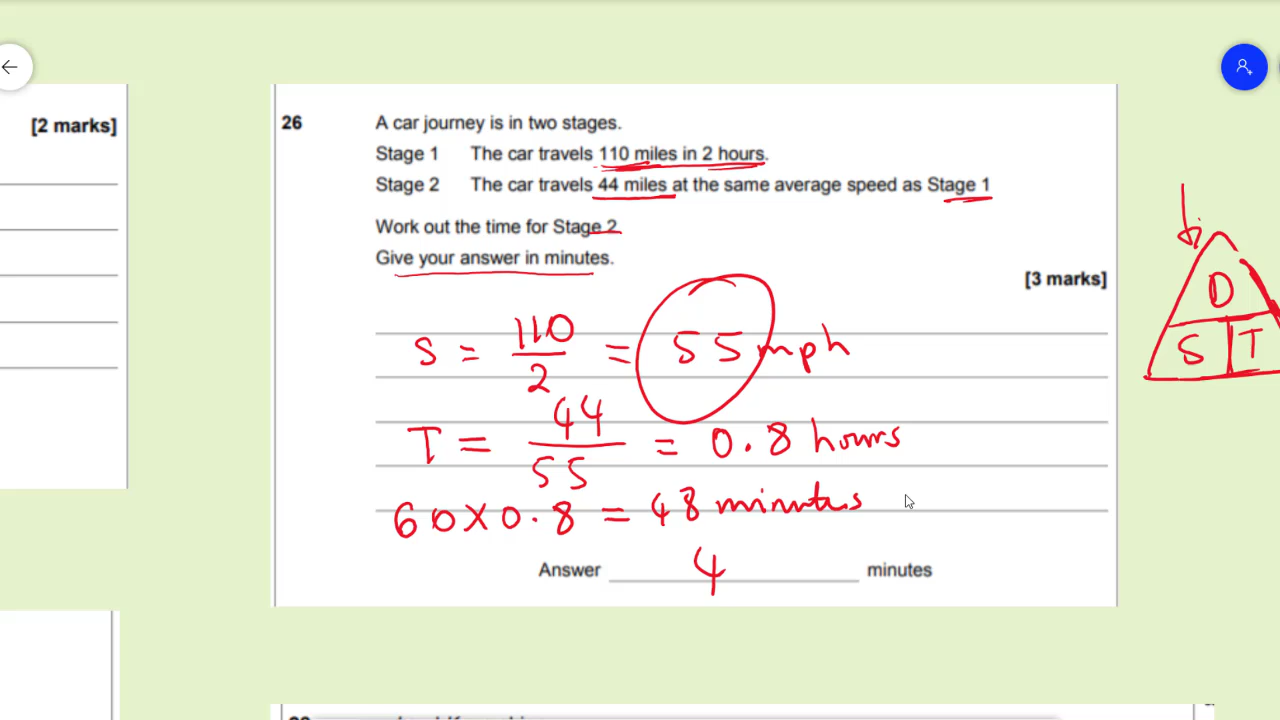 [2 marks]
26 A car journey is in two stages.
Stage 1 The car travels 110 miles in 2 hours.
Stage 2 The car travels 44 miles at the same average speed as Stage 1
Work out the time for Stage 2
Give your answer in minutes.
[3 marks]
S = 110/2 = 55 mph
T = 44/55 = 0.8 hours
60 × 0.8 = 48 minutes
Answer 4 minutes
D
S T